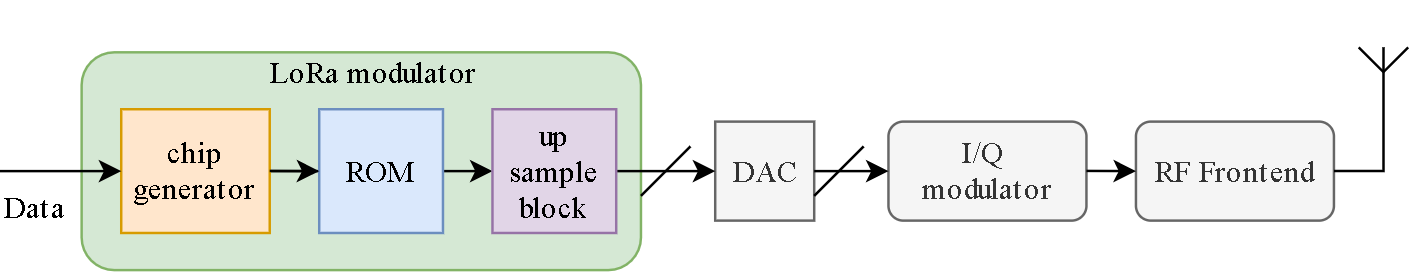 LoRa modulator
Data
chip
generator
ROM
up
sample
block
DAC
I/Q
modulator
RF Frontend